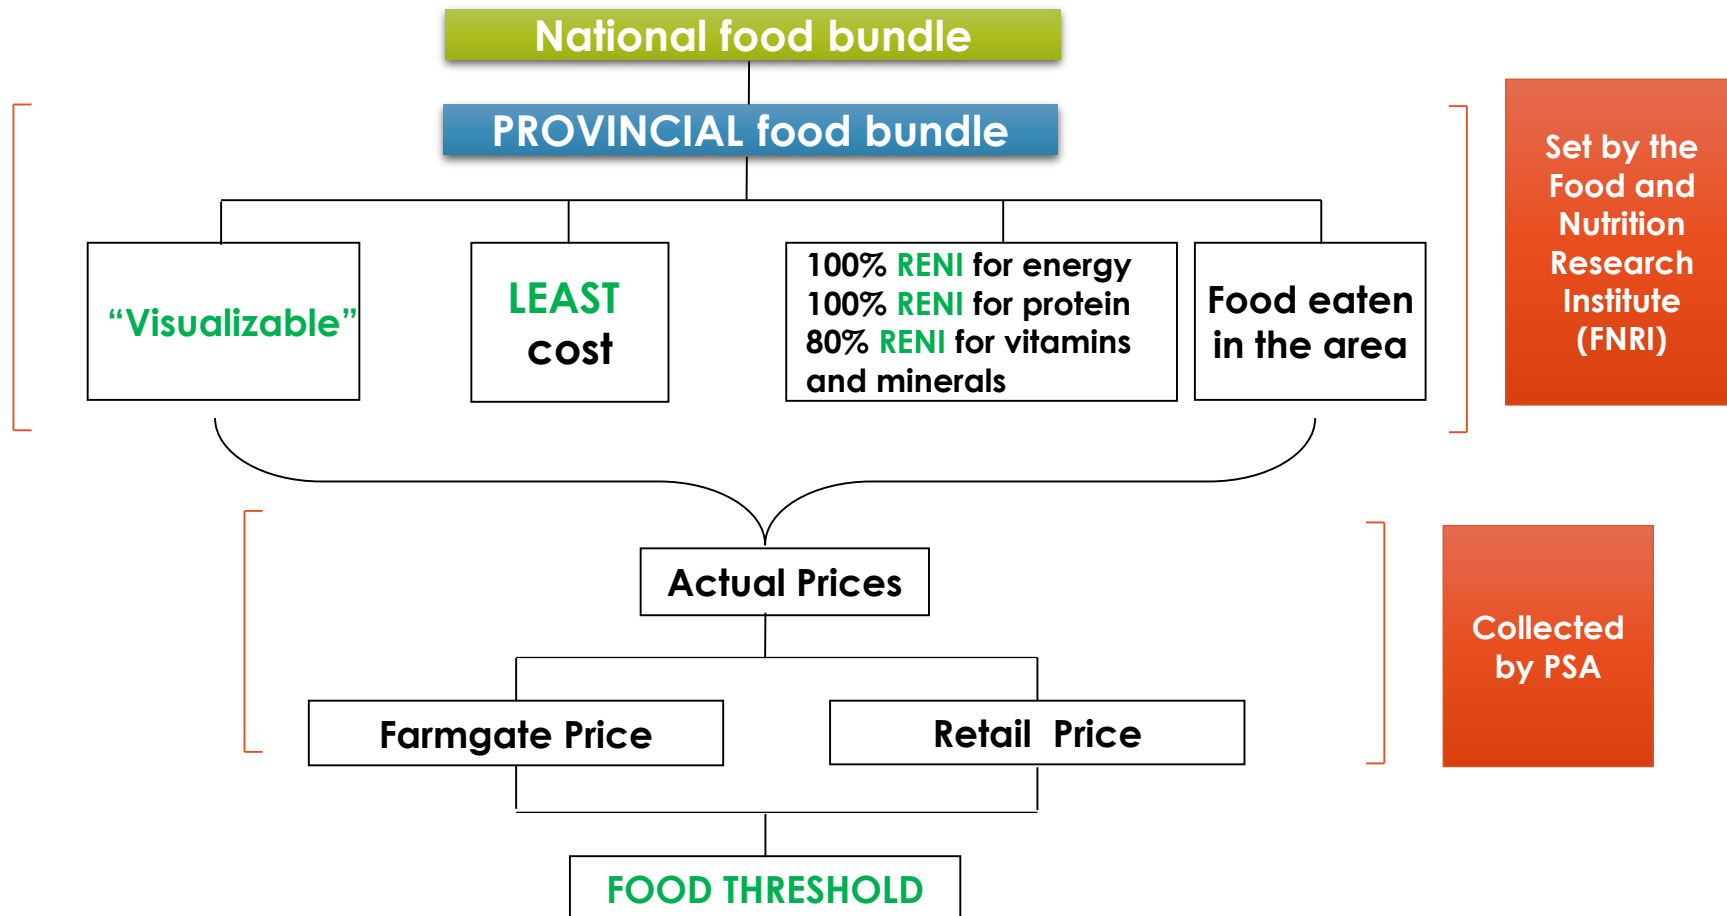 National food bundle
PROVINCIAL food bundle
Set by the
Food and
Nutrition
Research
Institute
(FNRI)
“Visualizable”
LEAST
cost
100% RENI for energy
100% RENI for protein
80% RENI for vitamins
and minerals
Food eaten
in the area
Actual Prices
Collected
by PSA
Farmgate Price
Retail Price
FOOD THRESHOLD